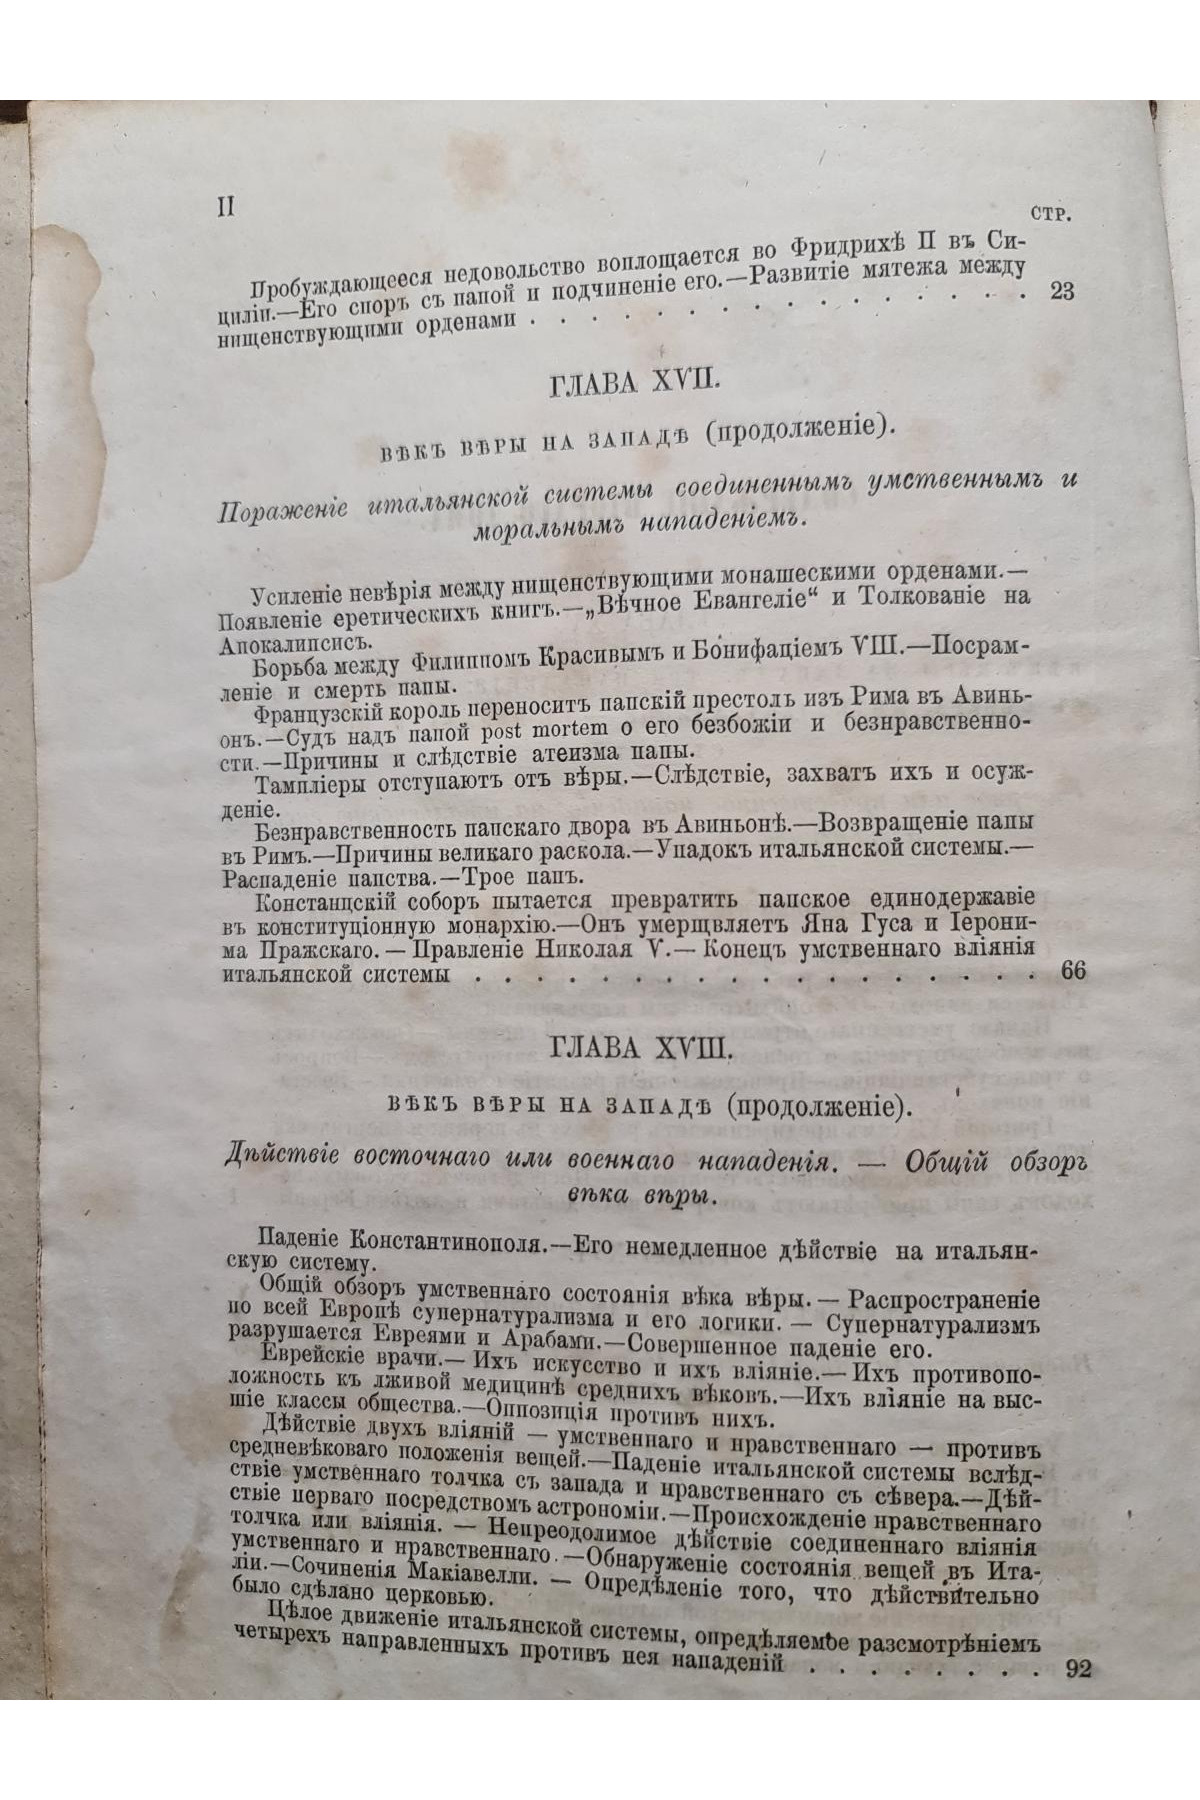 II
СТР.
Пробуждающееся недовольство воплощается во Фридрихѣ II въ Си-
циліи.—Его споръ съ папой и подчиненіе его.—Развитіе мятежа между
нищенствующими орденами . . . . . . . . . . . . . . . . . 23
ГЛАВА XVII.
ВѢКЪ ВѢРЫ НА ЗАПАДѢ (продолженіе).
Пораженіе итальянской системы соединеннымъ умственнымъ и
моральнымъ нападеніемъ.
Усиленіе невѣрія между нищенствующими монашескими орденами.—
Появленіе еретическихъ книгъ.—„Вѣчное Евангеліе“ и Толкованіе на
Апокалипсисъ.
Борьба между Филиппомъ Красивымъ и Бонифаціемъ VIII.—Посрам-
леніе и смерть папы.
Французскій король переноситъ папскій престолъ изъ Рима въ Авинь-
онъ.—Судъ надъ папой post mortem о его безбожіи и безнравственно-
сти.—Причины и слѣдствіе атеизма папы.
Тампліеры отступаютъ отъ вѣры.—Слѣдствіе, захватъ ихъ и осуж-
деніе.
Безнравственность папскаго двора въ Авиньонѣ.—Возвращеніе папы
въ Римъ.—Причины великаго раскола.—Упадокъ итальянской системы.—
Распаденіе папства.—Трое папъ.
Констанцскій соборъ пытается превратить папское единодержавіе
въ конституціонную монархію.—Онъ умерщвляетъ Яна Гуса и Іерони-
ма Пражскаго.—Правленіе Николая V.—Конецъ умственнаго вліянія
итальянской системы . . . . . . . . . . . . . . . . . . . 66
ГЛАВА XVIII.
ВѢКЪ ВѢРЫ НА ЗАПАДѢ (продолженіе).
Дѣйствіе восточнаго или военнаго нападенія. — Общій обзоръ
вѣка вѣры.
Паденіе Константинополя.—Его немедленное дѣйствіе на итальян-
скую систему.
Общій обзоръ умственнаго состоянія вѣка вѣры.—Распространеніе
по всей Европѣ супернатурализма и его логики. — Супернатурализмъ
разрушается Евреями и Арабами.—Совершенное паденіе его.
Еврейскіе врачи.—Ихъ искусство и ихъ вліяніе.—Ихъ противопо-
ложность къ лживой медицинѣ среднихъ вѣковъ.—Ихъ вліяніе на выс-
шіе классы общества.—Оппозиція противъ нихъ.
Дѣйствіе двухъ вліяній — умственнаго и нравственнаго — противъ
средневѣковаго положенія вещей.—Паденіе итальянской системы вслѣд-
ствіе умственнаго толчка съ запада и нравственнаго съ сѣвера.—Дѣй-
ствіе перваго посредствомъ астрономіи.—Происхожденіе нравственнаго
толчка или вліянія. — Непреодолимое дѣйствіе соединеннаго вліянія
умственнаго и нравственнаго.—Обнаруженіе состоянія вещей въ Ита-
ліи.—Сочиненія Макіавелли. — Опредѣленіе того, что дѣйствительно
было сдѣлано церковью.
Цѣлое движеніе итальянской системы, опредѣляемое разсмотрѣніемъ
четырехъ направленныхъ противъ нея нападеній . . . . . . . . 92